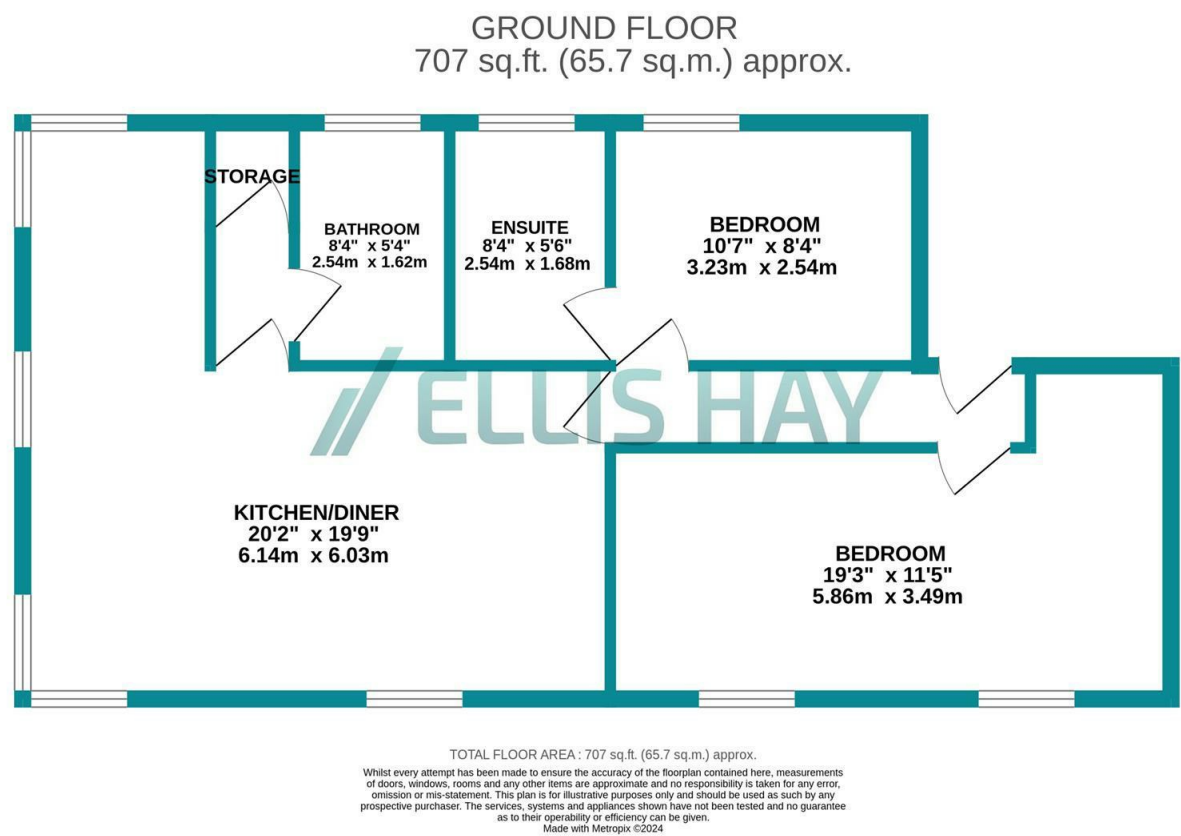 GROUND FLOOR
707 sq.ft. (65.7 sq.m.) approx.
STORAGE
BATHROOM
8'4" x 5'4"
2.54m x 1.62m
ENSUITE
8'4" x 5'6"
2.54m x 1.68m
BEDROOM
10'7" x 8'4"
3.23m x 2.54m
ELLIS HAY
KITCHEN/DINER
20'2" x 19'9"
6.14m x 6.03m
BEDROOM
19'3" x 11'5"
5.86m x 3.49m
TOTAL FLOOR AREA : 707 sq.ft. (65.7 sq.m.) approx.
Whilst every attempt has been made to ensure the accuracy of the floorplan contained here, measurements
of doors, windows, rooms and any other items are approximate and no responsibility is taken for any error,
omission or mis-statement. This plan is for illustrative purposes only and should be used as such by any
prospective purchaser. The services, systems and appliances shown have not been tested and no guarantee
as to their operability or efficiency can be given.
Made with Metropix ©2024